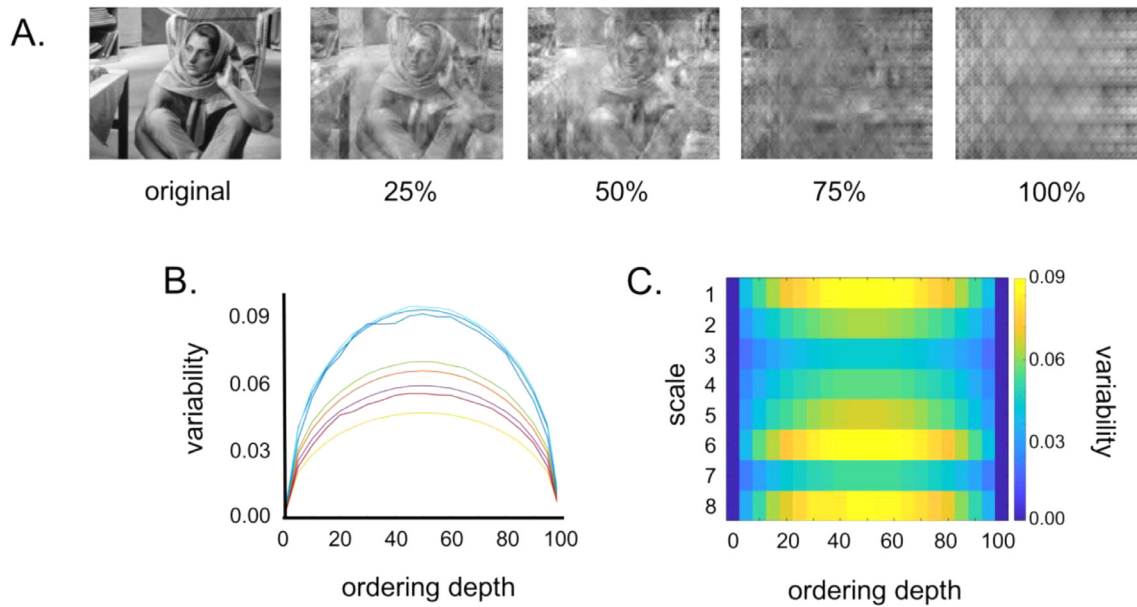 A.
original 25% 50% 75% 100%
B.
variability
0.09
0.06
0.03
0.00
0 20 40 60 80 100
ordering depth
C.
scale
1
2
3
4
5
6
7
8
0 20 40 60 80 100
ordering depth
0.09
0.06
0.03
0.00
variability